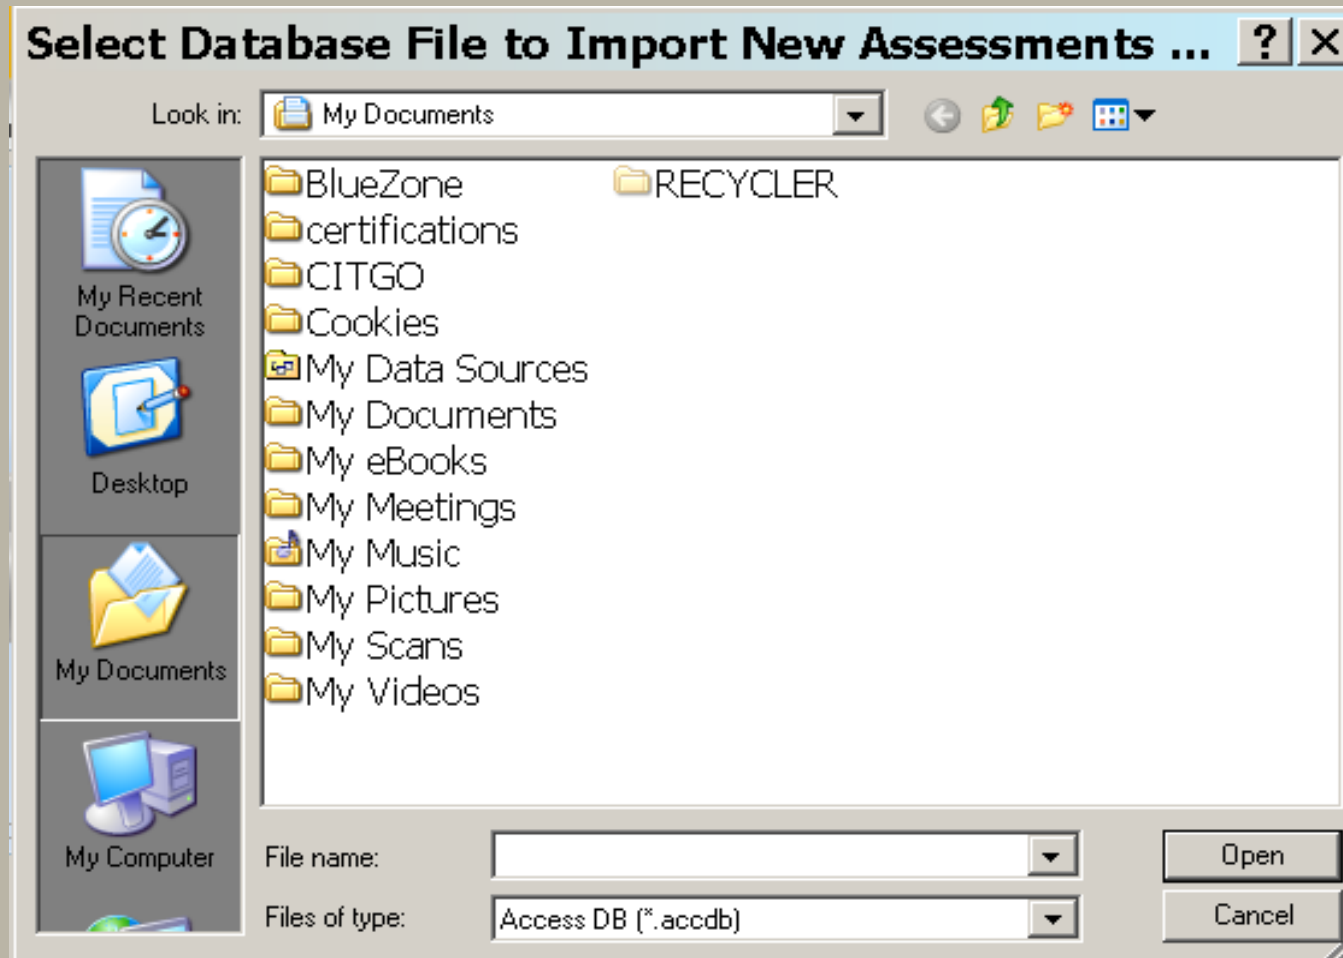 Select Database File to Import New Assessments ...
Look in: My Documents
My Recent
Documents
Desktop
My Documents
My Computer
BlueZone
certifications
CITGO
Cookies
My Data Sources
My Documents
My eBooks
My Meetings
My Music
My Pictures
My Scans
My Videos
RECYCLER
File name:
Open
Files of type: Access DB (*.accdb)
Cancel